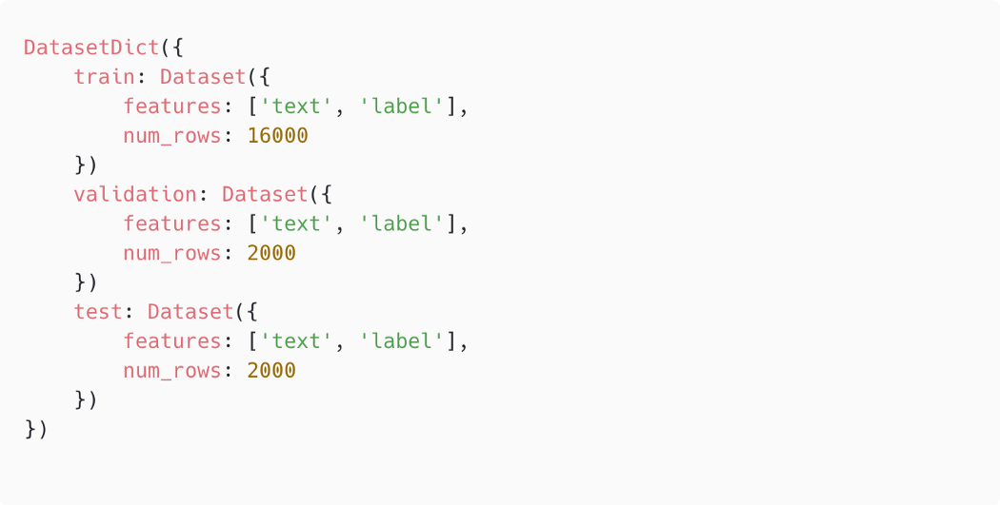 DatasetDict({
    train: Dataset({
        features: ['text', 'label'],
        num_rows: 16000
    })
    validation: Dataset({
        features: ['text', 'label'],
        num_rows: 2000
    })
    test: Dataset({
        features: ['text', 'label'],
        num_rows: 2000
    })
})